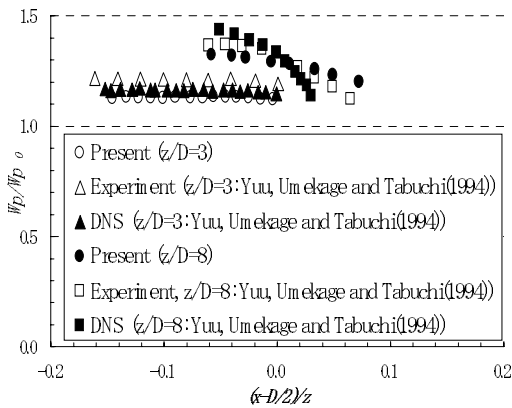 1.5
1.0
0.5
0.0
Wp/Wp o
Present (z/D=3)
Experiment (z/D=3:Yuu, Umekage and Tabuchi(1994))
DNS (z/D=3:Yuu, Umekage and Tabuchi(1994))
Present (z/D=8)
Experiment, z/D=8:Yuu, Umekage and Tabuchi(1994))
DNS (z/D=8:Yuu, Umekage and Tabuchi(1994))
-0.2 -0.1 0.0 0.1 0.2
(x-D/2)/z